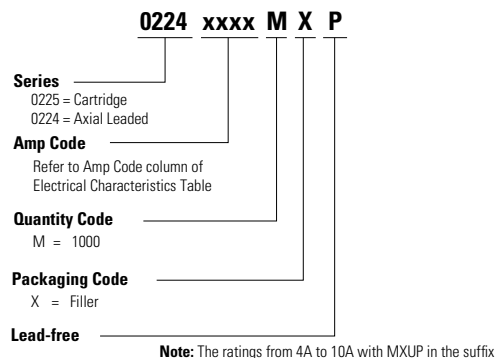 0224 xxxx M X P
Series
0225 = Cartridge
0224 = Axial Leaded
Amp Code
Refer to Amp Code column of
Electrical Characteristics Table
Quantity Code
M = 1000
Packaging Code
X = Filler
Lead-free
Note: The ratings from 4A to 10A with MXUP in the suffix